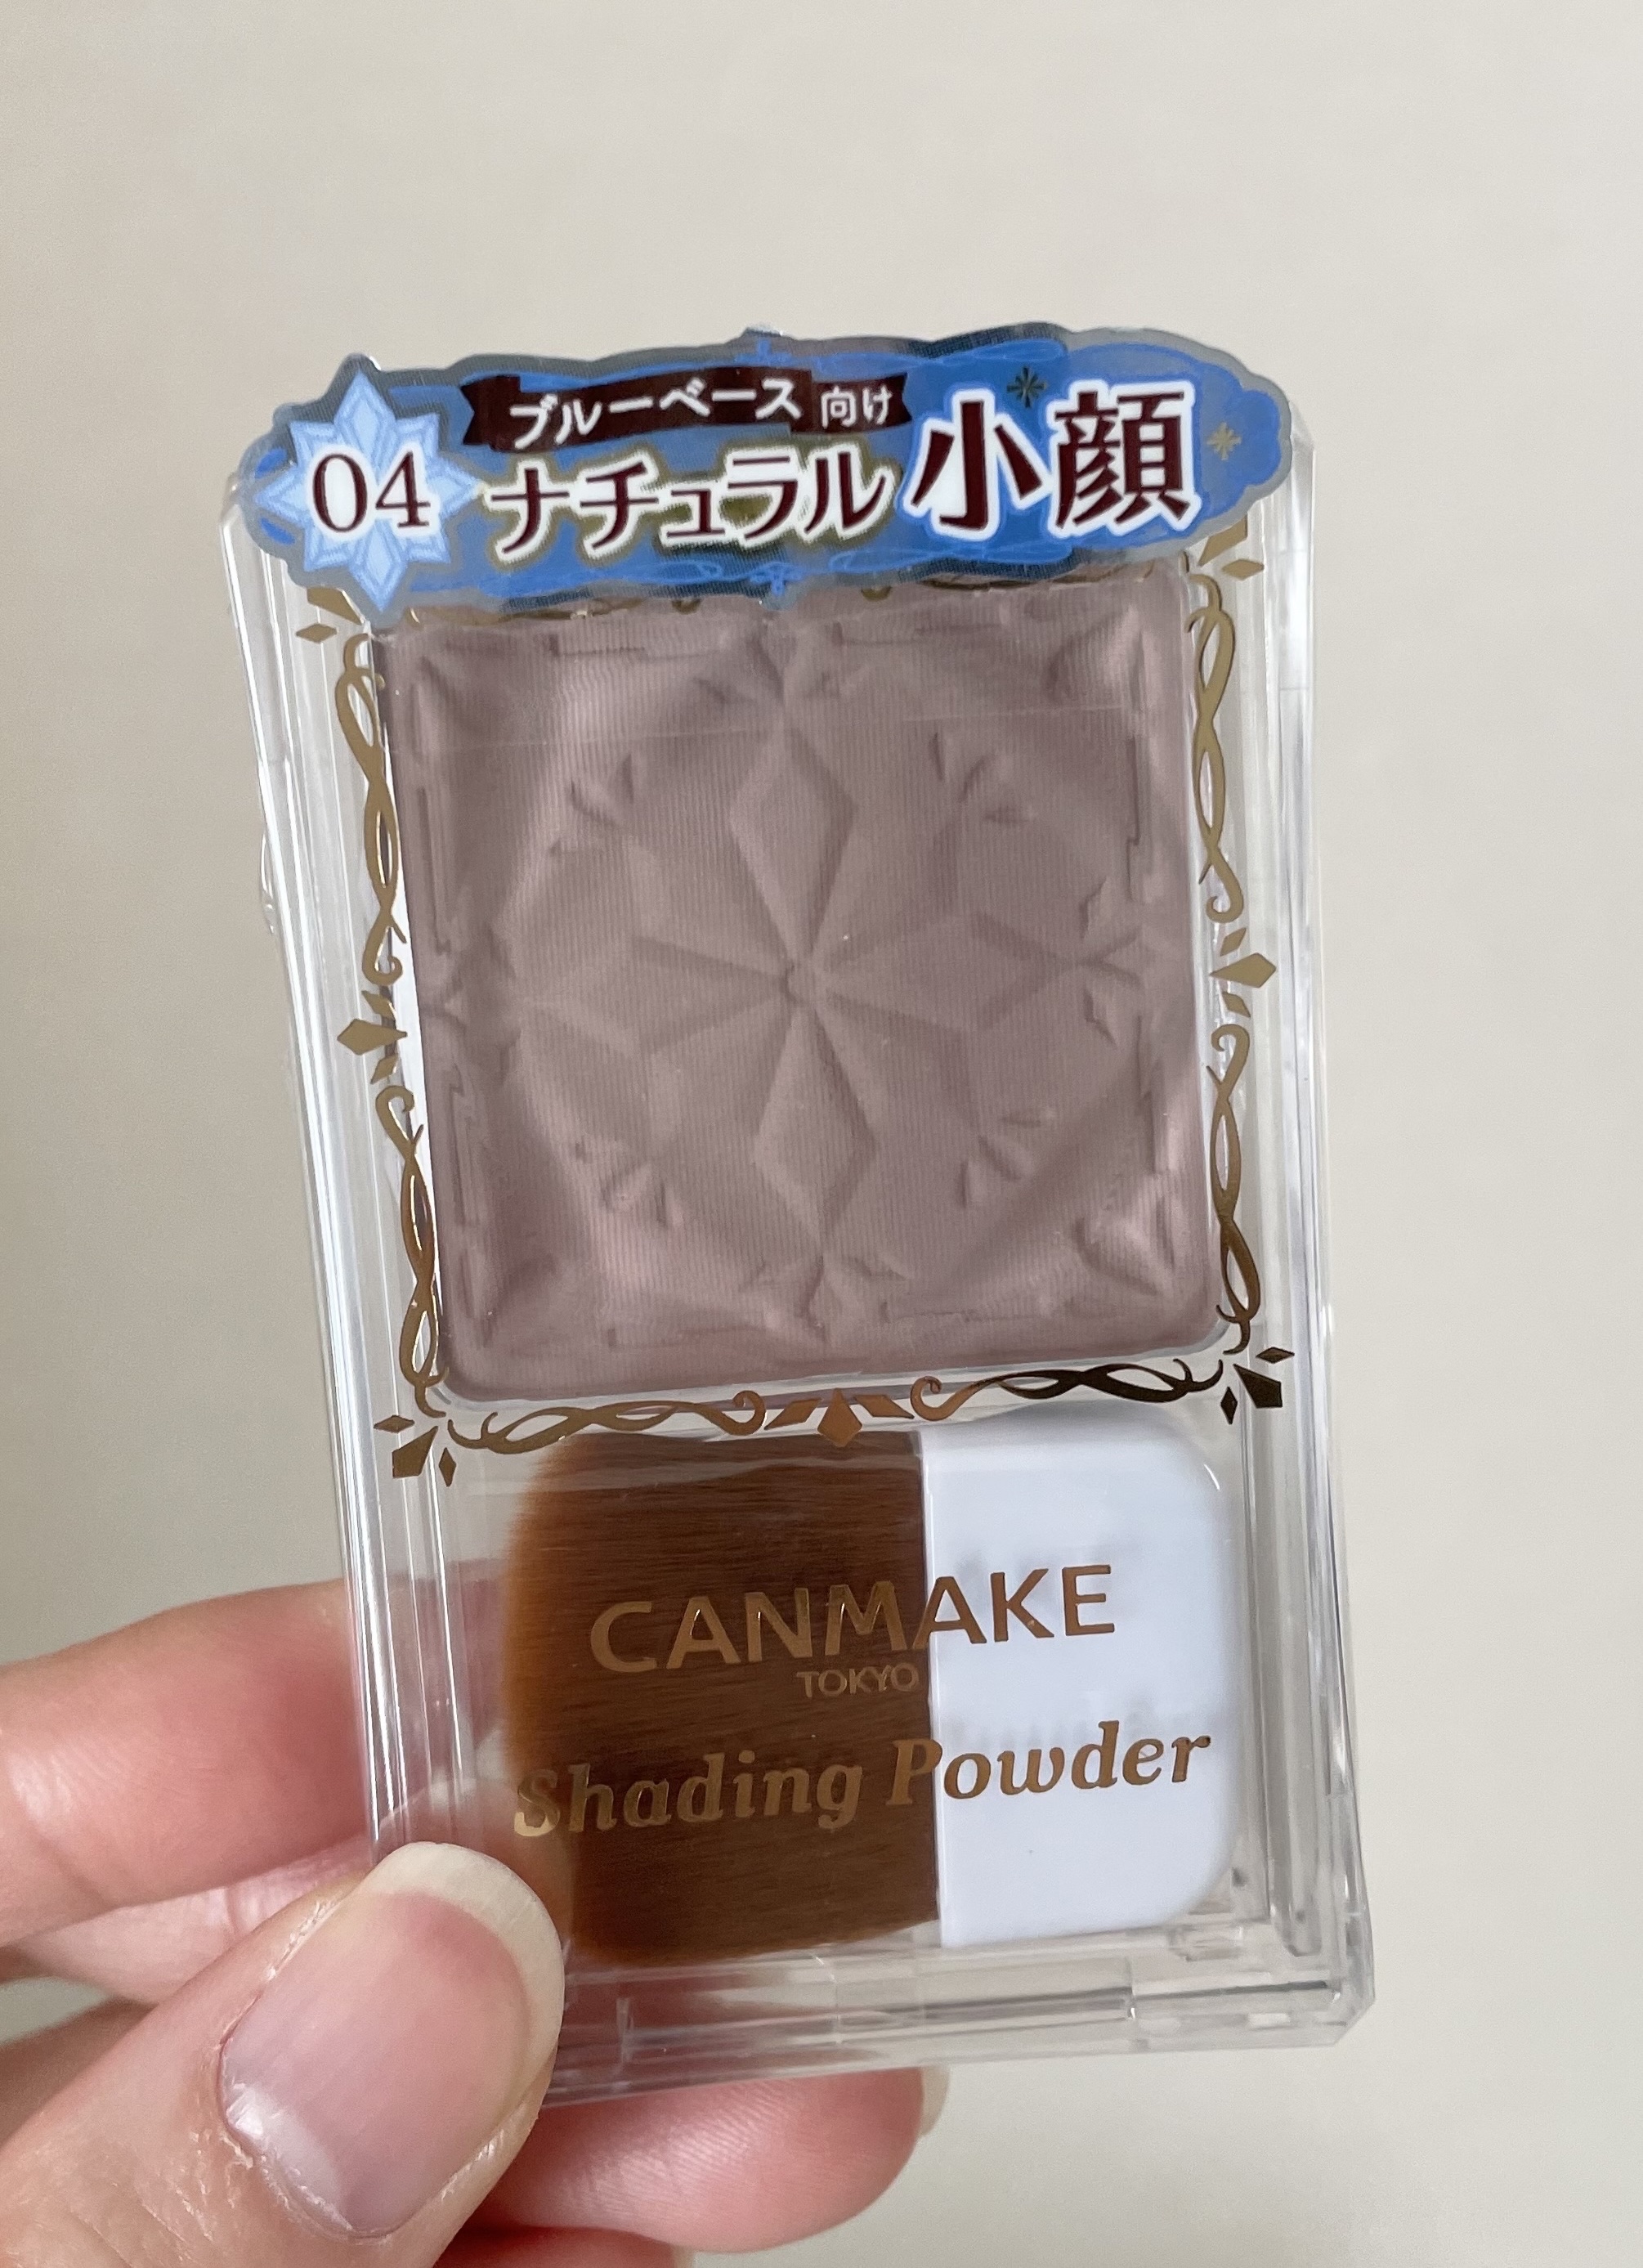 04
ブルーベース 向け
ナチュラル 小顔
CANMAKE
TOKYO
Shading Powder